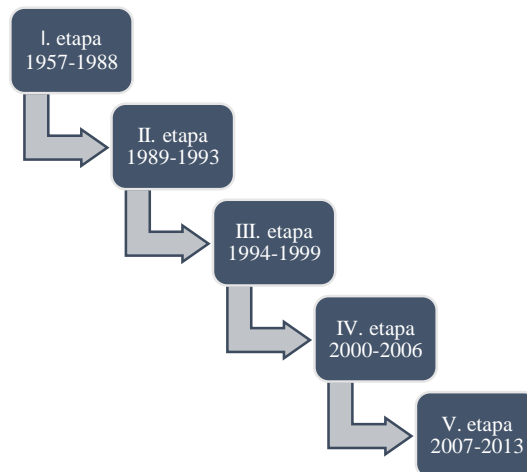 I. etapa
1957-1988
II. etapa
1989-1993
III. etapa
1994-1999
IV. etapa
2000-2006
V. etapa
2007-2013